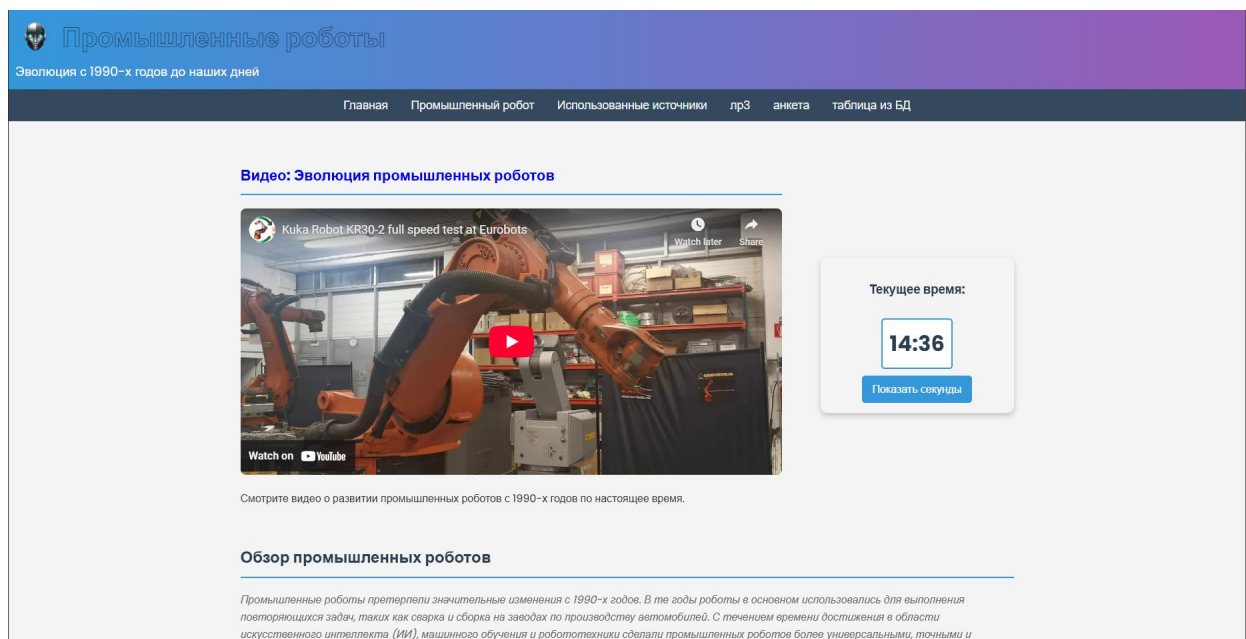 Промышленные роботы
Эволюция с 1990-х годов до наших дней
Главная Промышленный робот Использованные источники лр3 анкета таблица из БД
Видео: Эволюция промышленных роботов
Kuka Robot KR30-2 full speed test at Eurobots
Watch later Share
Watch on YouTube
Текущее время:
14:36
Показать секунды
Смотрите видео о развитии промышленных роботов с 1990-х годов по настоящее время.
Обзор промышленных роботов
Промышленные роботы претерпели значительные изменения с 1990-х годов. В те годы роботы в основном использовались для выполнения
повторяющихся задач, таких как сварка и сборка на заводах по производству автомобилей. С течением времени достижения в области
искусственного интеллекта (ИИ), машинного обучения и робототехники сделали промышленных роботов более универсальными, точными и